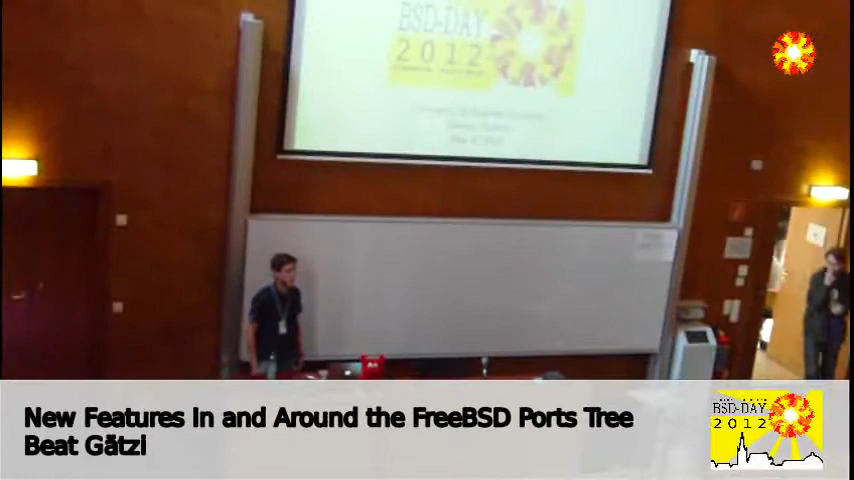 BSD-DAY
2012
New Features in and Around the FreeBSD Ports Tree
Beat Gätzi
BSD-DAY
2012